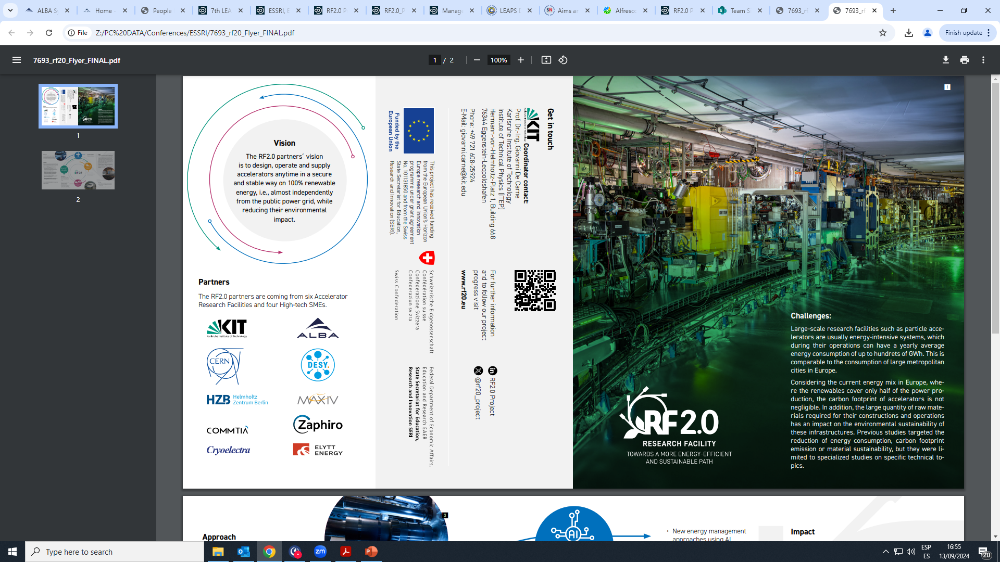 ALBA S
Home -
People
7th LEA
ESSRI, E
RF2.0 P
RF2.0_P
Manage
LEAPS D
Aims a
Alfresc
RF2.0 P
Team S
7693_rf
7693_rf
File
Z:/PC%20DATA/Conferences/ESSRI/7693_rf20_Flyer_FINAL.pdf
Finish update
7693_rf20_Flyer_FINAL.pdf
1 / 2
100%
1
2
Vision
The RF2.0 partners´ vision
is to design, operate and supply
accelerators anytime in a secure
and stable way on 100% renewable
energy, i.e., almost independently
from the public power grid, while
reducing their environmental
impact.
Partners
The RF2.0 partners are coming from six Accelerator
Research Facilities and four High-tech SMEs.
KIT
Karlsruhe Institute of Technology
ALBA
CERN
DESY.
HZB Helmholtz
Zentrum Berlin
MAXIV
COMMTIA
Zaphiro
Cryoelectra
ELYTT
ENERGY
Get in touch
KIT
Coordinator contact:
Prof. Dr.-Ing. Giovanni De Carne
Karlsruhe Institute of Technology
Institute of Technical Physics (ITEP)
Hermann-von-Helmholtz-Platz 1, Building 668
76344 Eggenstein-Leopoldshafen
Phone: +49 721 608-25924
E-Mail: giovanni.carne@kit.edu
For further information
and to follow our project
progress visit
www.rf20.eu
in RF2.0 Project
X @rf20_project
Funded by the
European Union
This project has received funding
from the European Union's Horizon
Europe research and innovation
programme under grant agreement
No. 101131850 and from the Swiss
State Secretariat for Education,
Research and Innovation (SERI).
Schweizerische Eidgenossenschaft
Confédération suisse
Confederazione Svizzera
Confederaziun svizra
Swiss Confederation
Federal Department of Economic Affairs,
Education and Research EAER
State Secretariat for Education,
Research and Innovation SERI
1
RF2.0
RESEARCH FACILITY
TOWARDS A MORE ENERGY-EFFICIENT
AND SUSTAINABLE PATH
Challenges:
Large-scale research facilities such as particle acce-
lerators are usually energy-intensive systems, which
during their operations can have a yearly average
energy consumption of up to hundrets of GWh. This is
comparable to the consumption of large metropolitan
cities in Europe.
Considering the current energy mix in Europe, whe-
re the renewables cover only half of the power pro-
duction, the carbon footprint of accelerators is not
negligible. In addition, the large quantity of raw mate-
rials required for their constructions and operations
has an impact on the environmental sustainability of
these infrastructures. Previous studies targeted the
reduction of energy consumption, carbon footprint
emission or material sustainability, but they were li-
mited to specialized studies on specific technical to-
pics.
3
Approach
AI
• New energy management
approaches using AI
Impact
Type here to search
zm
ESP
ES
16:55
13/09/2024
20